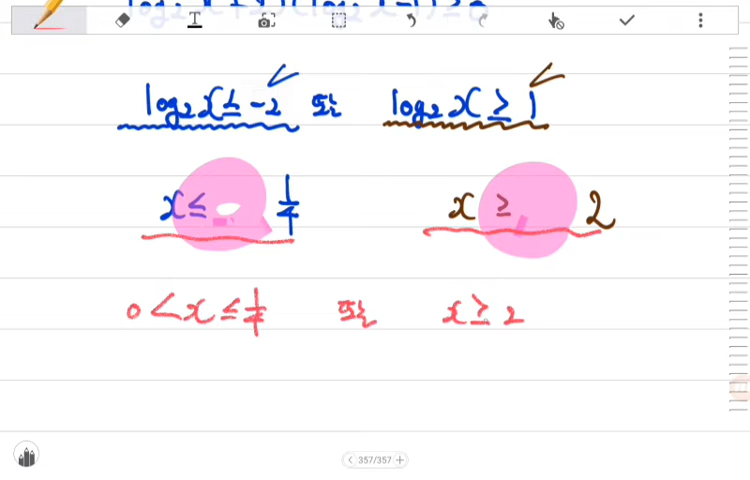 log₂x ≤ -2 또는 log₂x ≥ 1
x ≤ 1/4 x ≥ 2
0 < x ≤ 1/4 또는 x ≥ 2
357/357